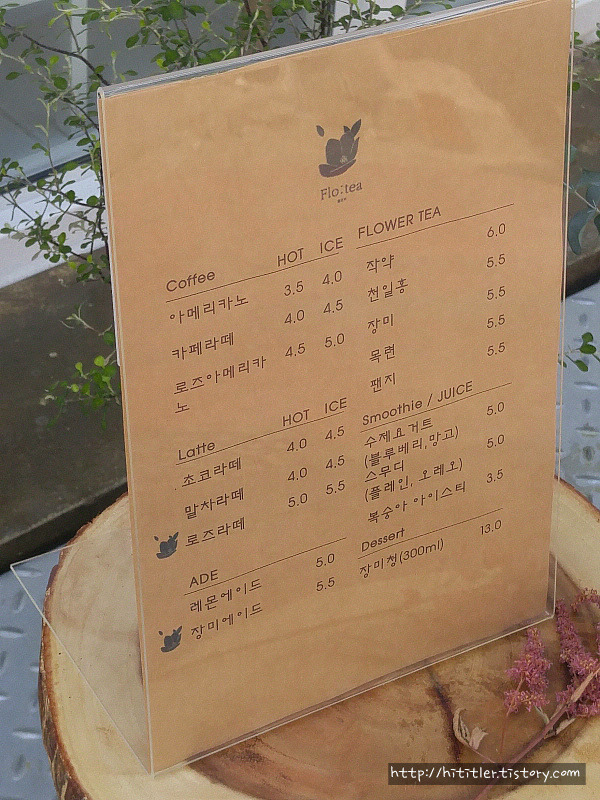 Flo:tea
Coffee HOT ICE
아메리카노 3.5 4.0
카페라떼 4.0 4.5
로즈아메리카
노 4.5 5.0
Latte HOT ICE
초코라떼 4.0 4.5
말차라떼 4.0 4.5
로즈라떼 5.0 5.5
ADE
레몬에이드 5.0
장미에이드 5.5
FLOWER TEA
작약 6.0
천일홍 5.5
장미 5.5
목련 5.5
팬지 5.5
Smoothie / JUICE
수제요거트 5.0
(블루베리,망고)
스무디 5.0
(플레인, 오레오)
복숭아 아이스티 3.5
Dessert
장미청(300ml) 13.0
http://hititler.tistory.com